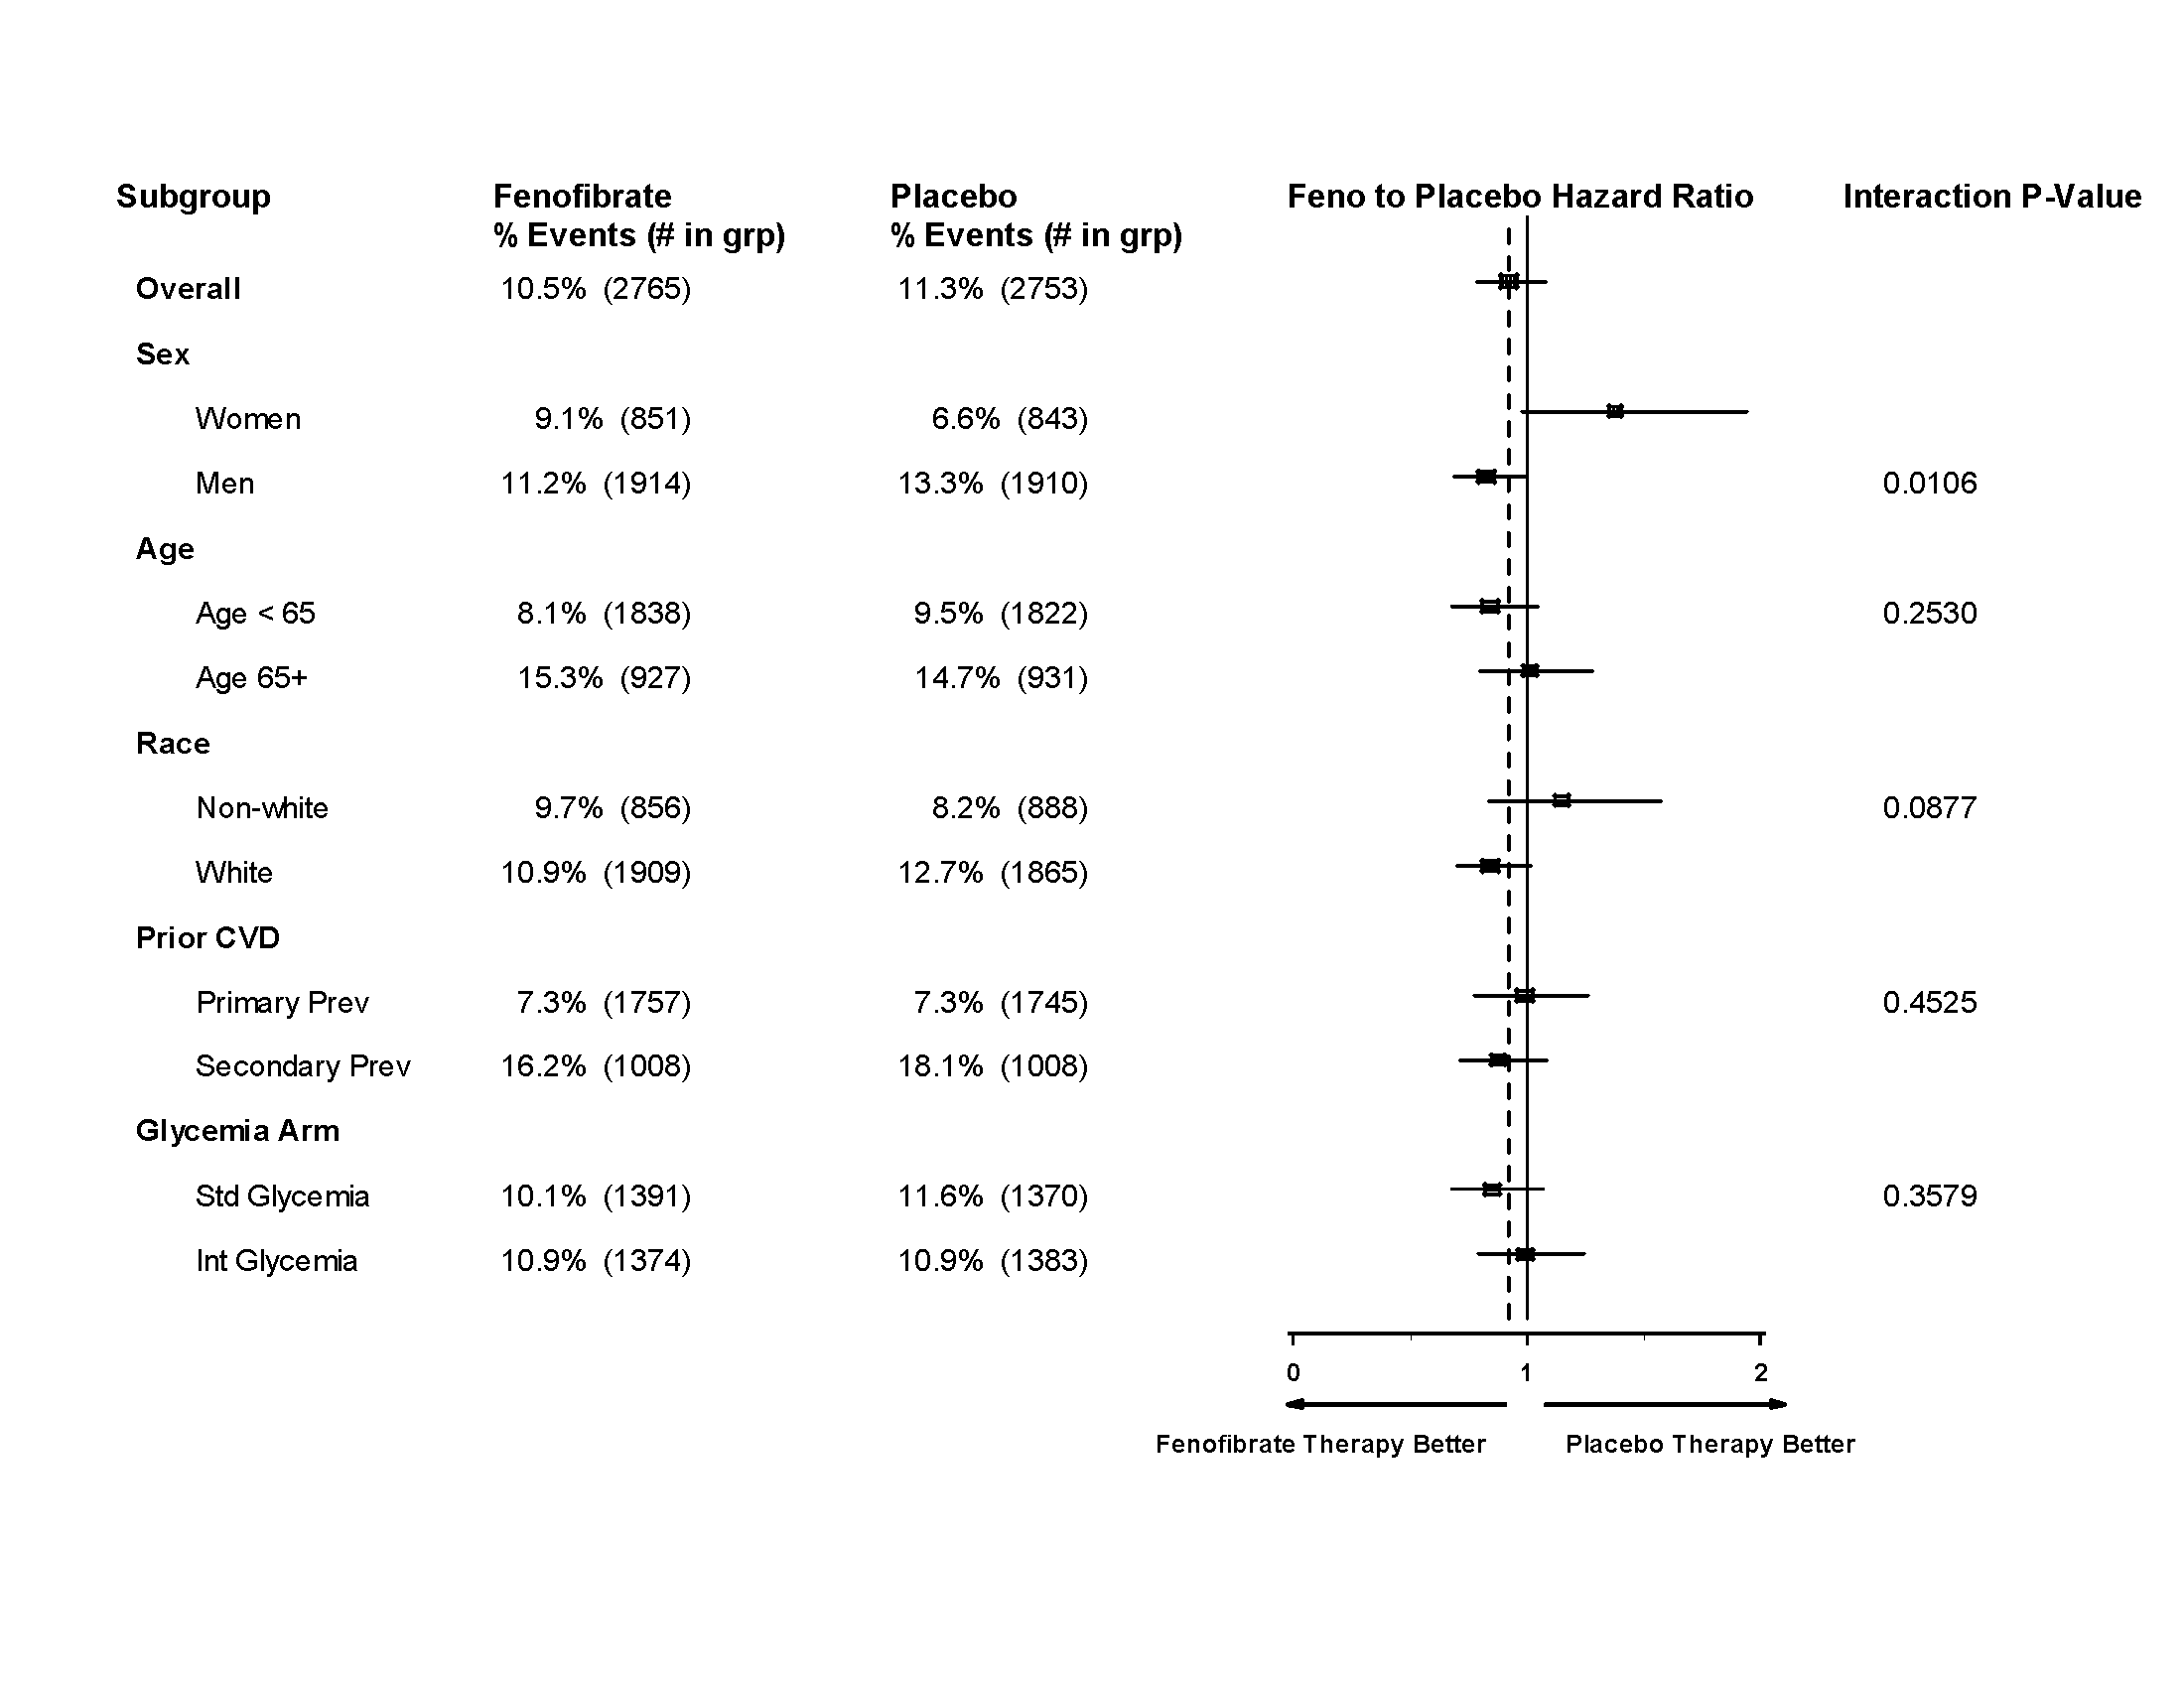 Subgroup Fenofibrate Placebo Feno to Placebo Hazard Ratio Interaction P-Value
% Events (# in grp) % Events (# in grp)
Overall 10.5% (2765) 11.3% (2753)
Sex
Women 9.1% (851) 6.6% (843)
Men 11.2% (1914) 13.3% (1910) 0.0106
Age
Age < 65 8.1% (1838) 9.5% (1822) 0.2530
Age 65+ 15.3% (927) 14.7% (931)
Race
Non-white 9.7% (856) 8.2% (888) 0.0877
White 10.9% (1909) 12.7% (1865)
Prior CVD
Primary Prev 7.3% (1757) 7.3% (1745) 0.4525
Secondary Prev 16.2% (1008) 18.1% (1008)
Glycemia Arm
Std Glycemia 10.1% (1391) 11.6% (1370) 0.3579
Int Glycemia 10.9% (1374) 10.9% (1383)
0 1 2
Fenofibrate Therapy Better Placebo Therapy Better